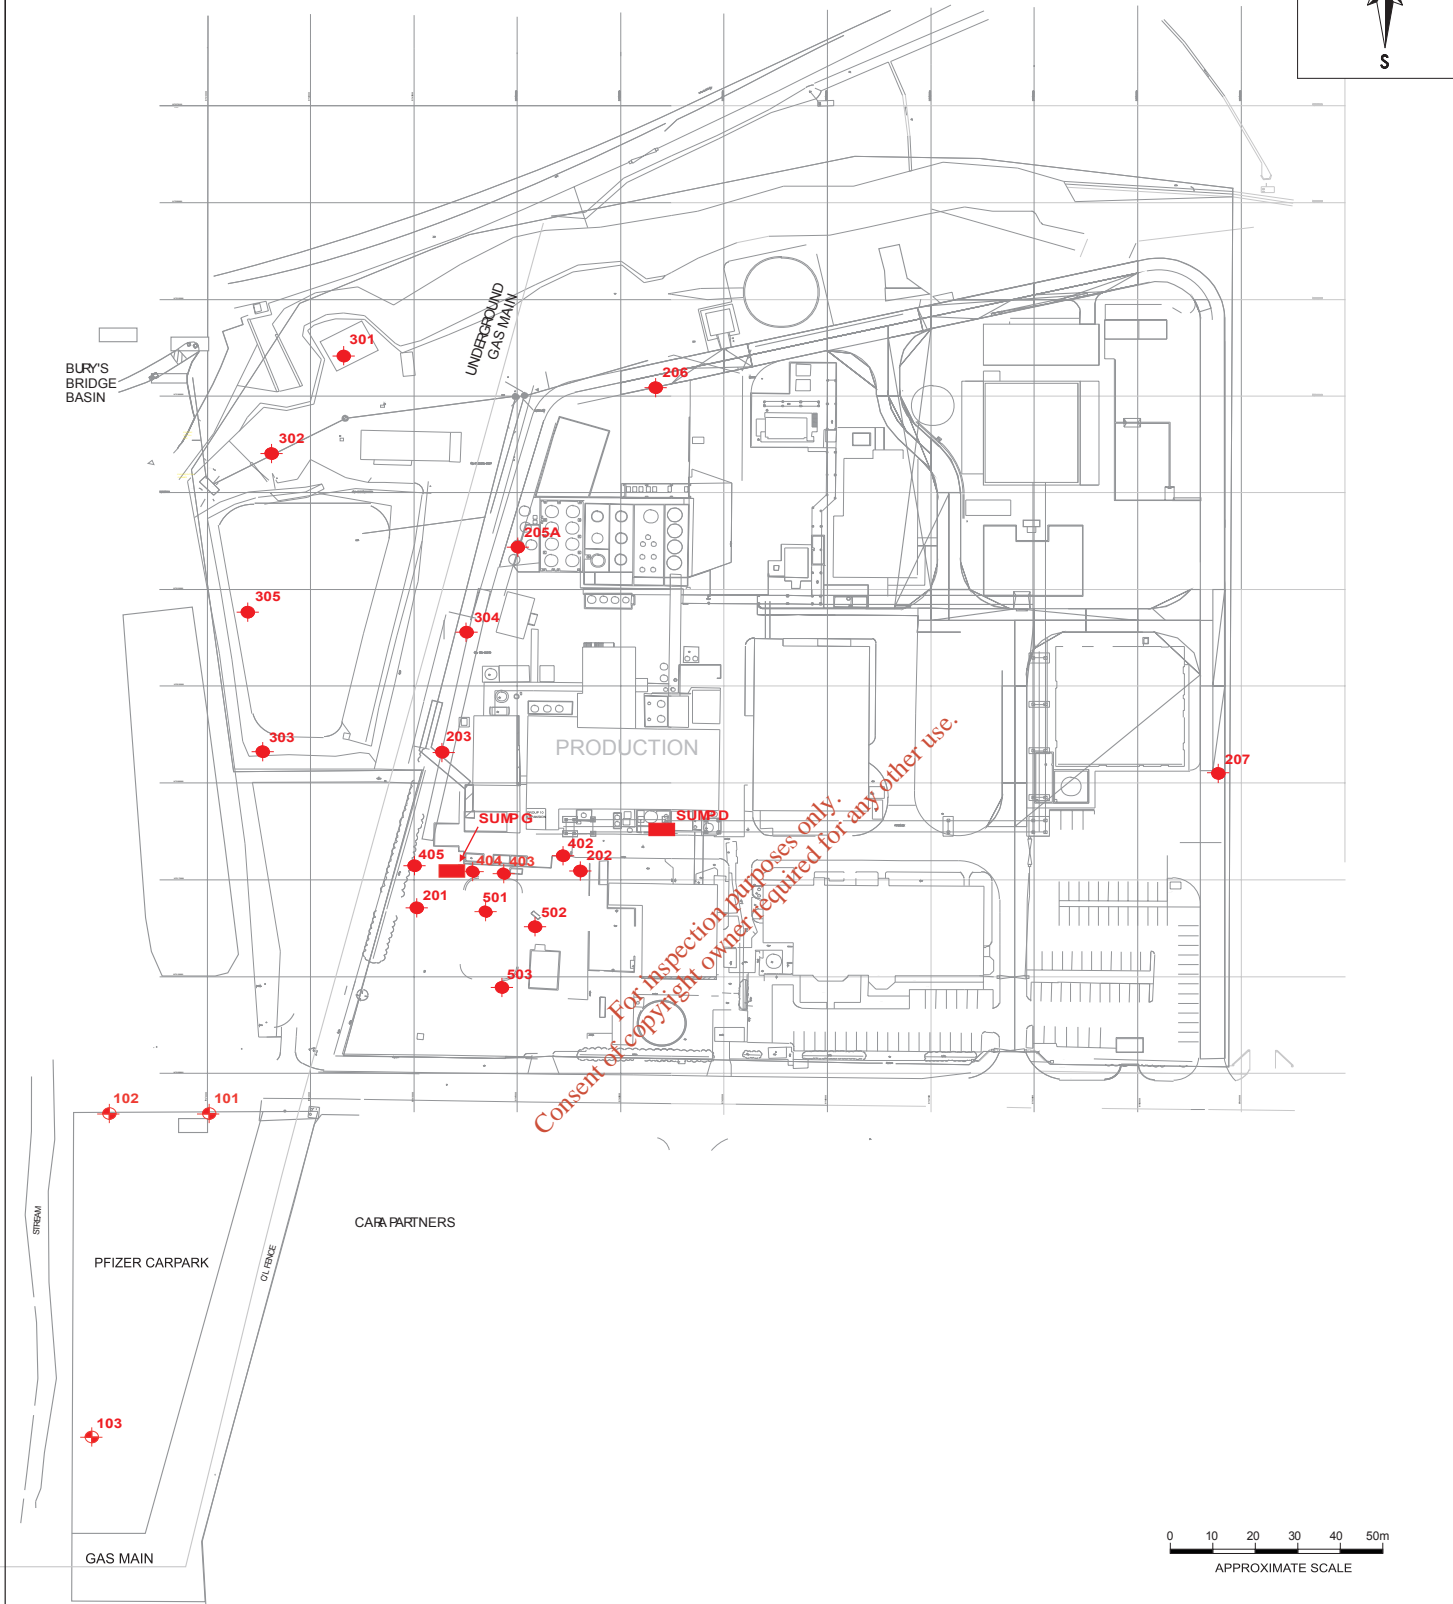 S
UNDERGROUND
GAS MAIN
301
BURY'S
BRIDGE
BASIN
206
302
205A
305
304
303
203
PRODUCTION
207
SUMP G
SUMP D
402
405
404
403
202
201
501
502
503
For inspection purposes only.
Consent of copyright owner required for any other use.
102
101
STREAM
CARA PARTNERS
PFIZER CARPARK
C/L FENCE
103
GAS MAIN
0 10 20 30 40 50m
APPROXIMATE SCALE